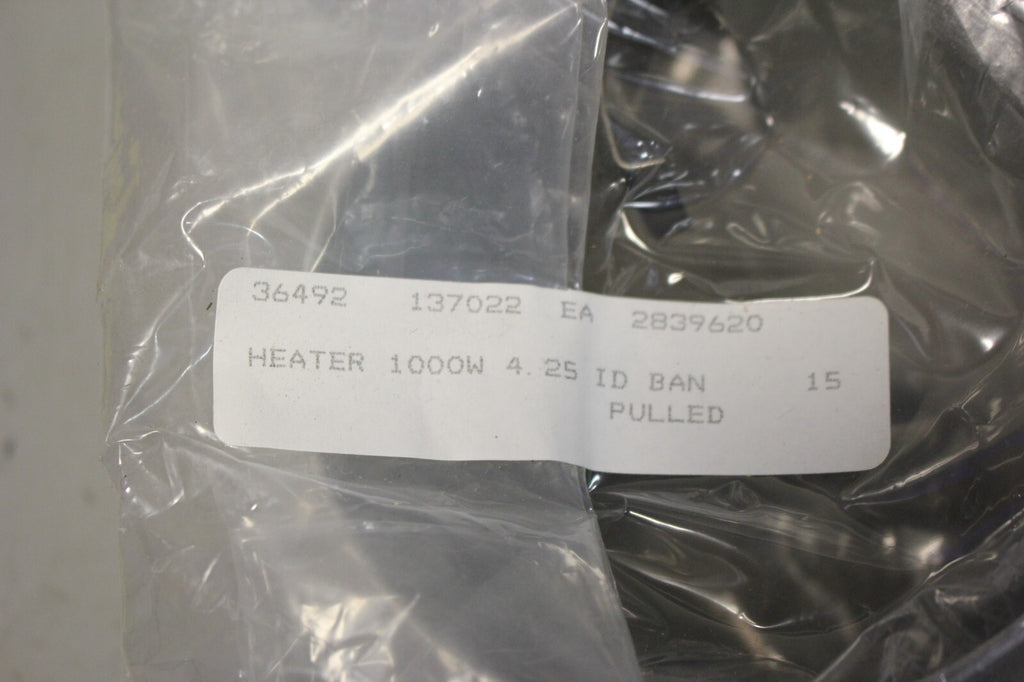 36492 137022 EA 2839620
HEATER 1000W 4.25 ID BAN 15
PULLED